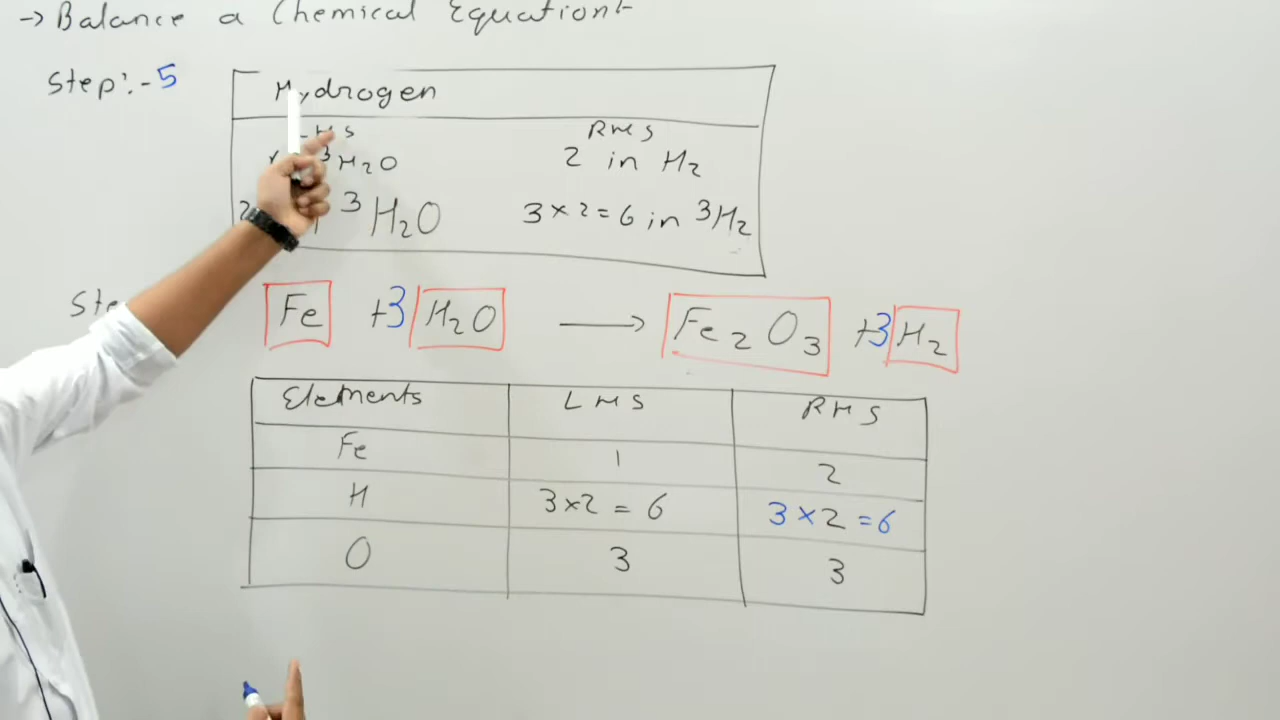 → Balance a Chemical Equation:-
Step:-5
Hydrogen
RHS
3H2O
2 in H2
3 H2O
3×2=6 in 3H2
Fe +3 H2O → Fe2O3 +3 H2
Elements LHS RHS
Fe 1 2
H 3×2 = 6 3×2 = 6
O 3 3